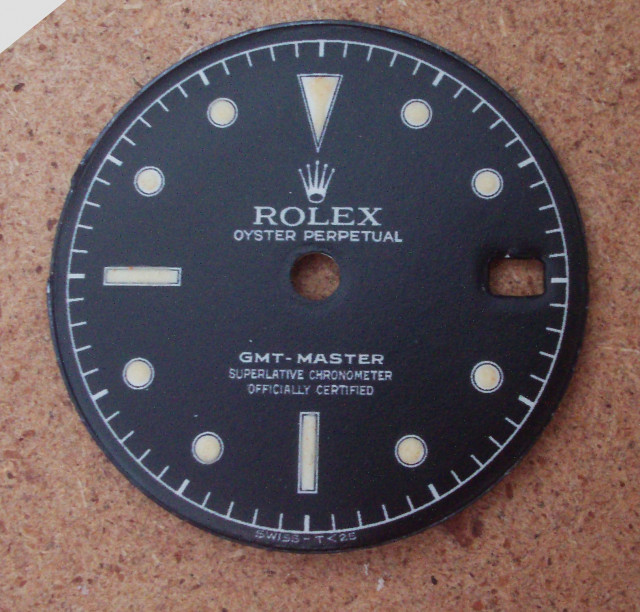 ROLEX
OYSTER PERPETUAL
GMT-MASTER
SUPERLATIVE CHRONOMETER
OFFICIALLY CERTIFIED
SWISS - T<25